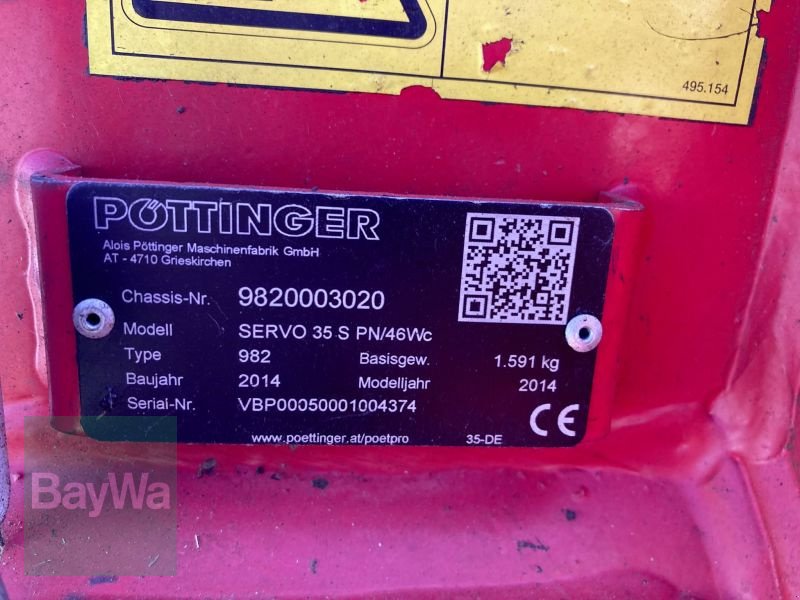 495.154
PÖTTINGER
Alois Pöttinger Maschinenfabrik GmbH
AT - 4710 Grieskirchen
Chassis-Nr. 9820003020
Modell SERVO 35 S PN/46Wc
Type 982 Basisgew. 1.591 kg
Baujahr 2014 Modelljahr 2014
Serial-Nr. VBP00050001004374
CE
www.poettinger.at/poetpro 35-DE
BayWa